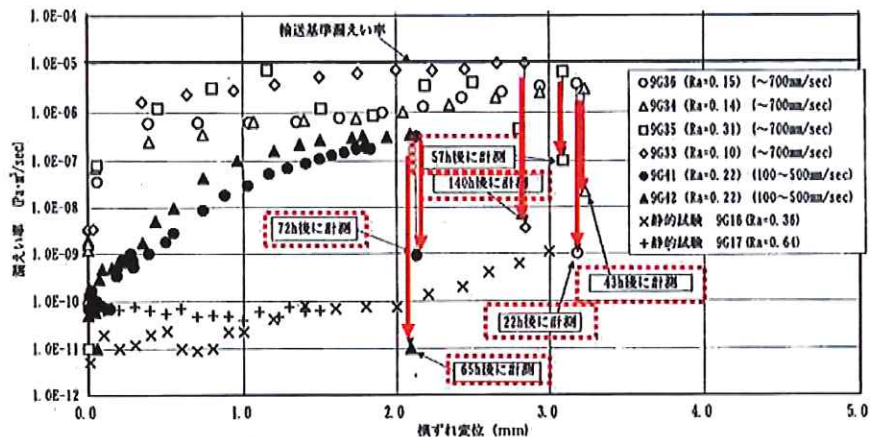 1.0E-04
1.0E-05
1.0E-06
1.0E-07
1.0E-08
1.0E-09
1.0E-10
1.0E-11
1.0E-12
漏えい率 (Pa・m³/sec)
輸送基準漏えい率
57h後に計測
140h後に計測
72h後に計測
43h後に計測
22h後に計測
65h後に計測
○9G36 (Ra=0.15) (~700mm/sec)
△9G34 (Ra=0.14) (~700mm/sec)
□9G35 (Ra=0.31) (~700mm/sec)
◇9G33 (Ra=0.10) (~700mm/sec)
●9G41 (Ra=0.22) (100~500mm/sec)
▲9G42 (Ra=0.22) (100~500mm/sec)
×静的試験 9G16 (Ra=0.36)
+静的試験 9G17 (Ra=0.64)
0.0 1.0 2.0 3.0 4.0 5.0
横ずれ変位 (mm)